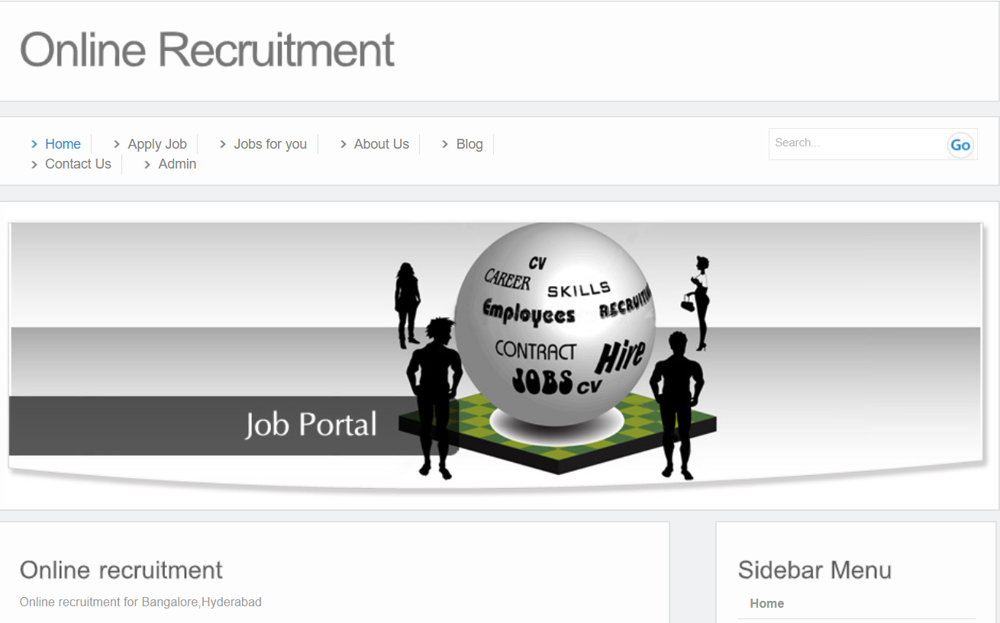 Online Recruitment
Home Apply Job Jobs for you About Us Blog
Contact Us Admin
Search...
Go
CV
CAREER
SKILLS
Employees
CONTRACT
Hire
JOBS
CV
Job Portal
Online recruitment
Online recruitment for Bangalore,Hyderabad
Sidebar Menu
Home